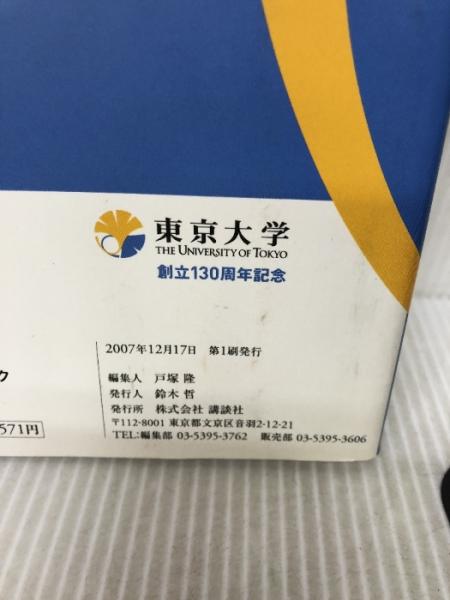 東京大学
THE UNIVERSITY OF TOKYO
創立130周年記念
2007年12月17日 第1刷発行
ク
編集人 戸塚 隆
発行人 鈴木 哲
発行所 株式会社 講談社
571円
〒112-8001 東京都文京区音羽2-12-21
TEL:編集部 03-5395-3762 販売部 03-5395-3606